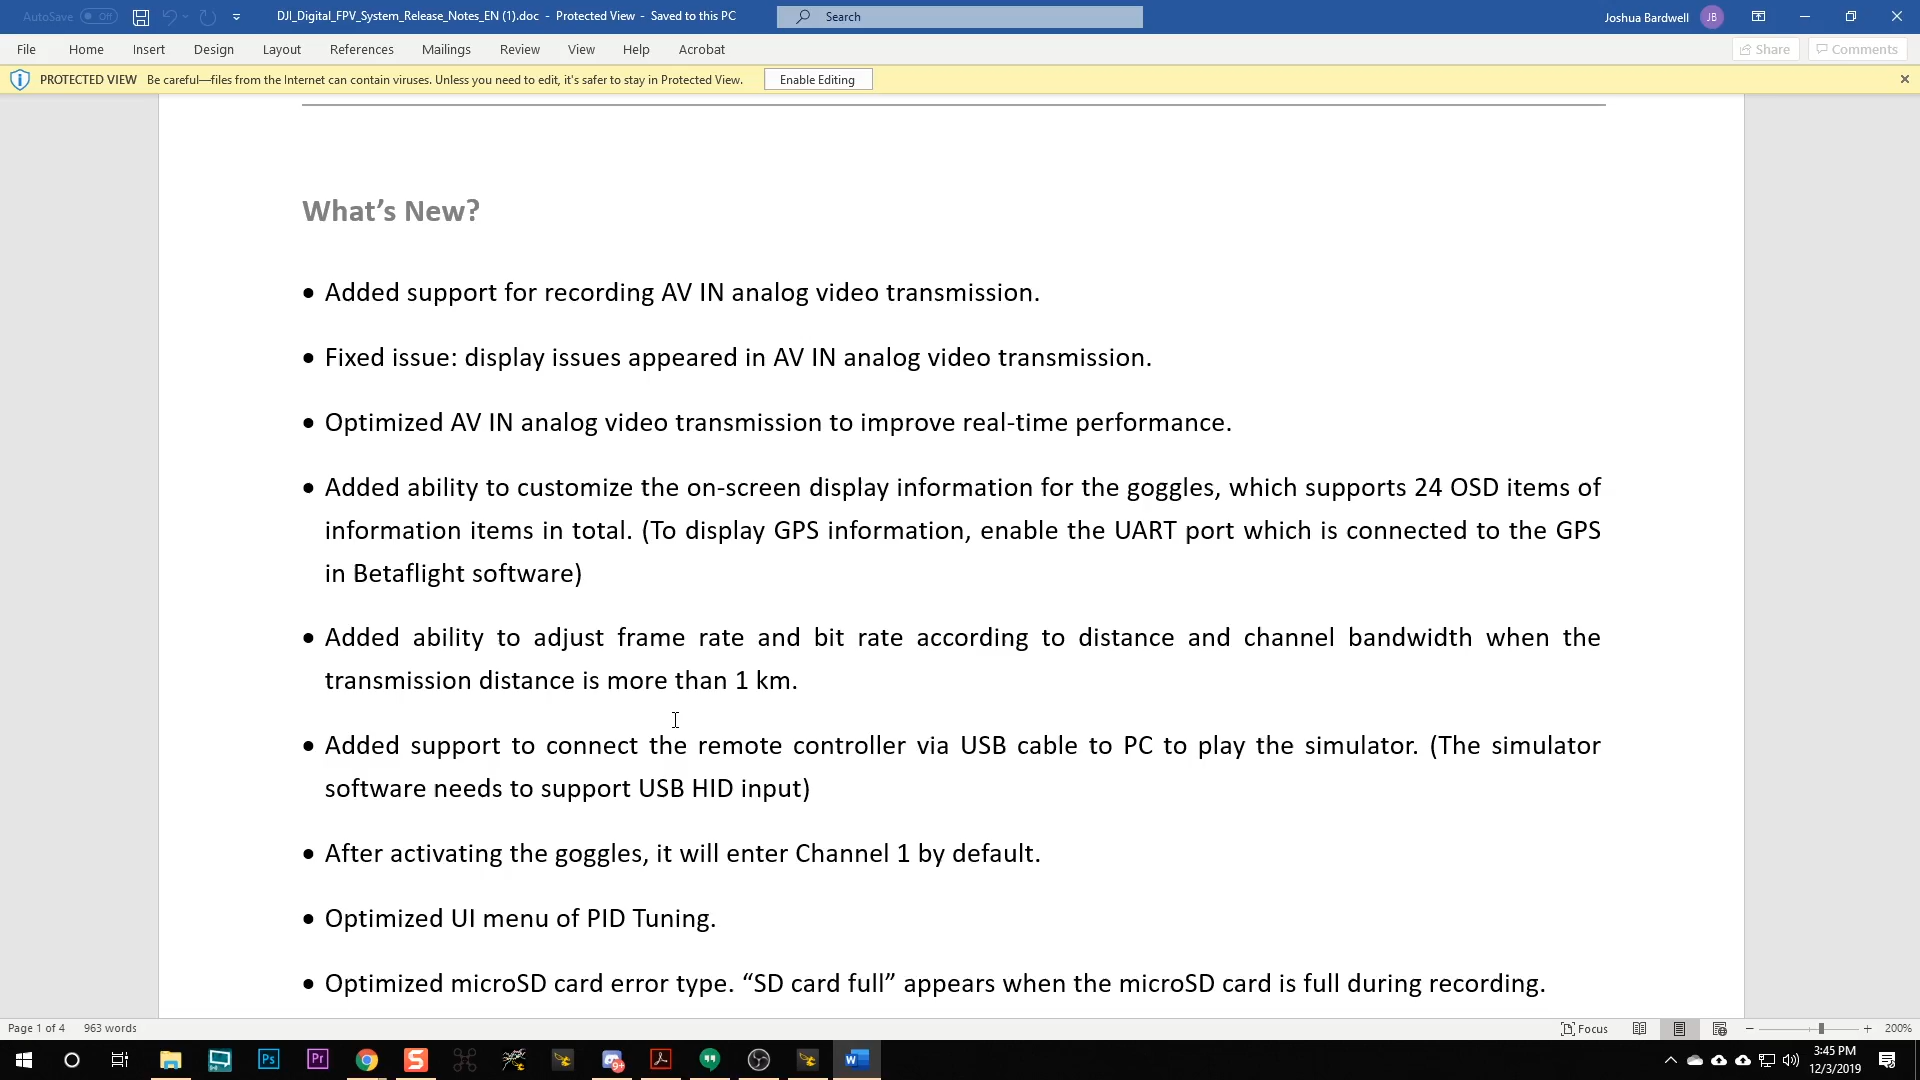 AutoSave Off DJI_Digital_FPV_System_Release_Notes_EN (1).doc - Protected View - Saved to this PC Search Joshua Bardwell JB
File Home Insert Design Layout References Mailings Review View Help Acrobat Share Comments
PROTECTED VIEW Be careful—files from the Internet can contain viruses. Unless you need to edit, it's safer to stay in Protected View. Enable Editing
What’s New?
• Added support for recording AV IN analog video transmission.
• Fixed issue: display issues appeared in AV IN analog video transmission.
• Optimized AV IN analog video transmission to improve real-time performance.
• Added ability to customize the on-screen display information for the goggles, which supports 24 OSD items of
information items in total. (To display GPS information, enable the UART port which is connected to the GPS
in Betaflight software)
• Added ability to adjust frame rate and bit rate according to distance and channel bandwidth when the
transmission distance is more than 1 km.
• Added support to connect the remote controller via USB cable to PC to play the simulator. (The simulator
software needs to support USB HID input)
• After activating the goggles, it will enter Channel 1 by default.
• Optimized UI menu of PID Tuning.
• Optimized microSD card error type. “SD card full” appears when the microSD card is full during recording.
Page 1 of 4 963 words Focus 200%
Ps Pr S 9+ W 3:45 PM
12/3/2019